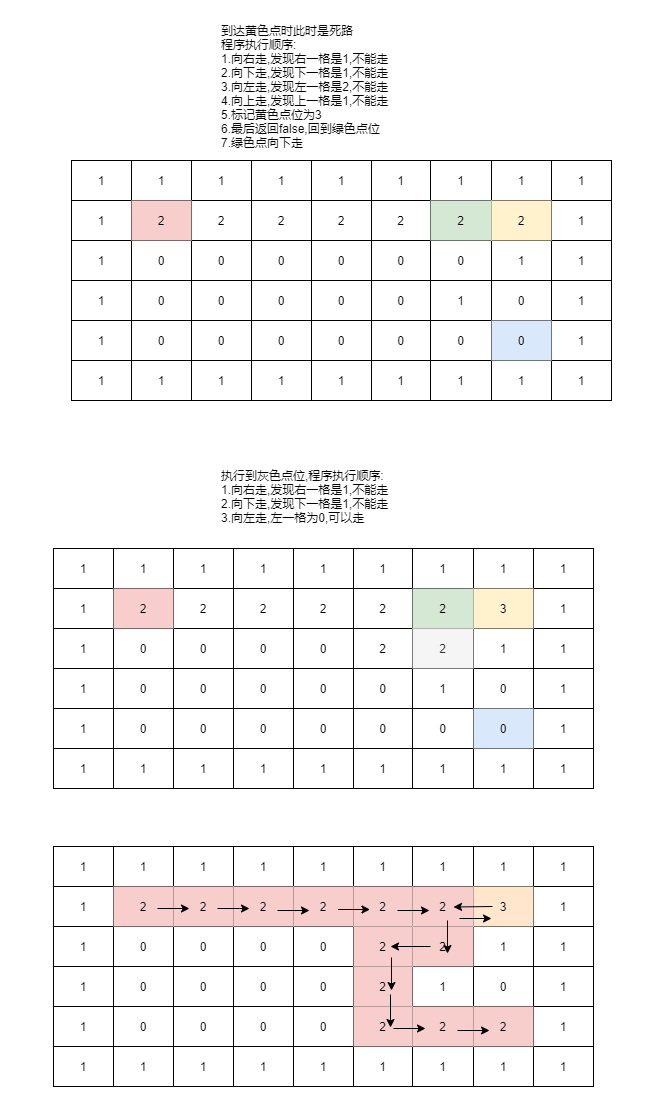 到达黄色点时此时是死路
程序执行顺序:
1.向右走,发现右一格是1,不能走
2.向下走,发现下一格是1,不能走
3.向左走,发现左一格是2,不能走
4.向上走,发现上一格是1,不能走
5.标记黄色点位为3
6.最后返回false,回到绿色点位
7.绿色点向下走
1 1 1 1 1 1 1 1 1
1 2 2 2 2 2 2 2 1
1 0 0 0 0 0 0 1 1
1 0 0 0 0 0 1 0 1
1 0 0 0 0 0 0 0 1
1 1 1 1 1 1 1 1 1
执行到灰色点位,程序执行顺序:
1.向右走,发现右一格是1,不能走
2.向下走,发现下一格是1,不能走
3.向左走,左一格为0,可以走
1 1 1 1 1 1 1 1 1
1 2 2 2 2 2 2 3 1
1 0 0 0 0 2 2 1 1
1 0 0 0 0 0 1 0 1
1 0 0 0 0 0 0 0 1
1 1 1 1 1 1 1 1 1
1 1 1 1 1 1 1 1 1
1 2 2 2 2 2 2 3 1
1 0 0 0 0 2 2 1 1
1 0 0 0 0 2 1 0 1
1 0 0 0 0 2 2 2 1
1 1 1 1 1 1 1 1 1